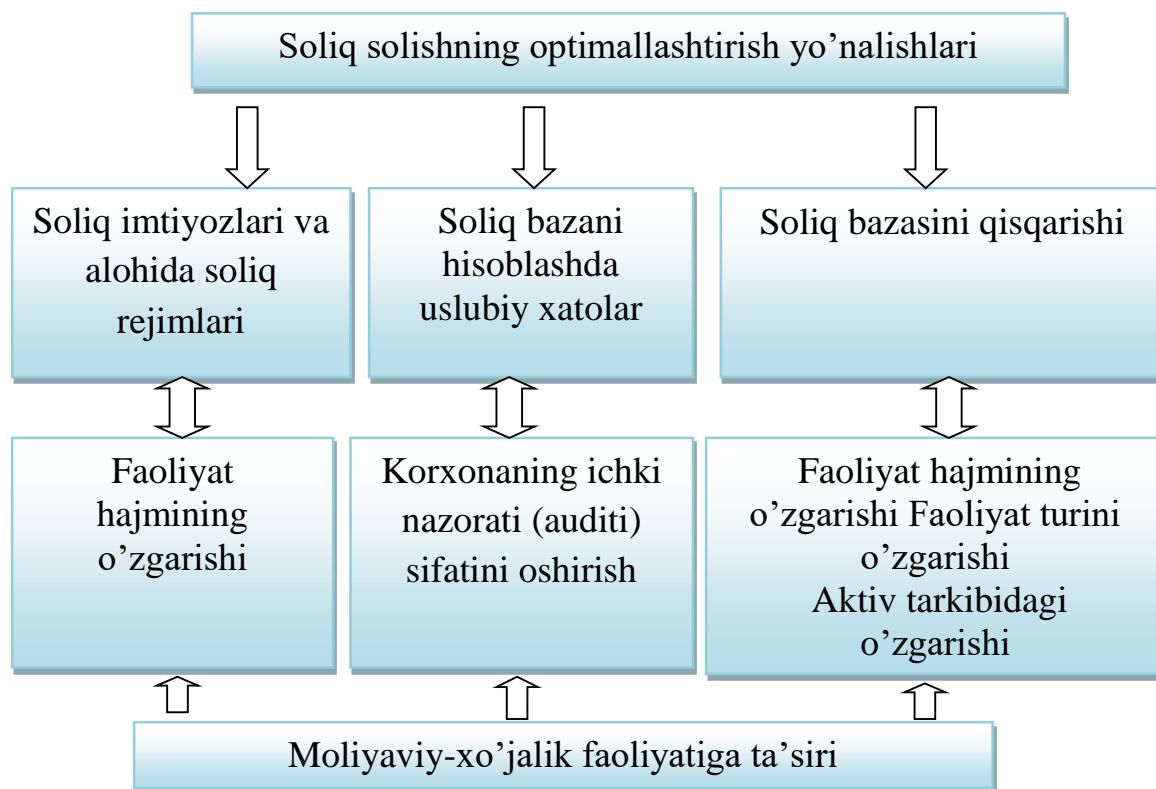 Soliq solishning optimallashtirish yo’nalishlari
Soliq imtiyozlari va
alohida soliq
rejimlari
Soliq bazani
hisoblashda
uslubiy xatolar
Soliq bazasini qisqarishi
Faoliyat
hajmining
o’zgarishi
Korxonaning ichki
nazorati (auditi)
sifatini oshirish
Faoliyat hajmining
o’zgarishi Faoliyat turini
o’zgarishi
Aktiv tarkibidagi
o’zgarishi
Moliyaviy-xo’jalik faoliyatiga ta’siri